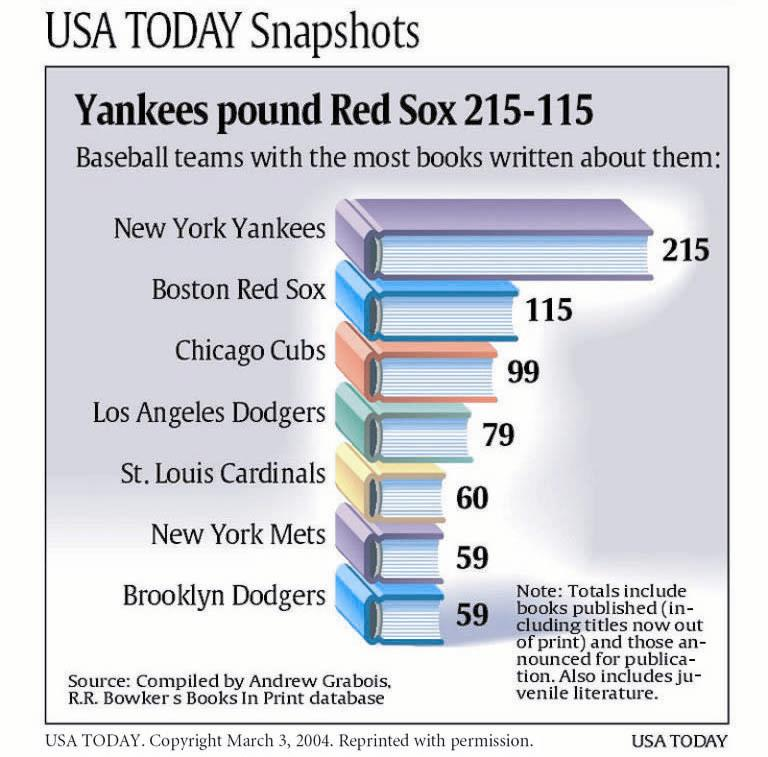 USA TODAY Snapshots
Yankees pound Red Sox 215-115
Baseball teams with the most books written about them:
New York Yankees 215
Boston Red Sox 115
Chicago Cubs 99
Los Angeles Dodgers 79
St. Louis Cardinals 60
New York Mets 59
Brooklyn Dodgers 59
Note: Totals include
books published (in-
cluding titles now out
of print) and those an-
nounced for publica-
tion. Also includes ju-
venile literature.
Source: Compiled by Andrew Grabois,
R.R. Bowker s Books In Print database
USA TODAY. Copyright March 3, 2004. Reprinted with permission.
USA TODAY